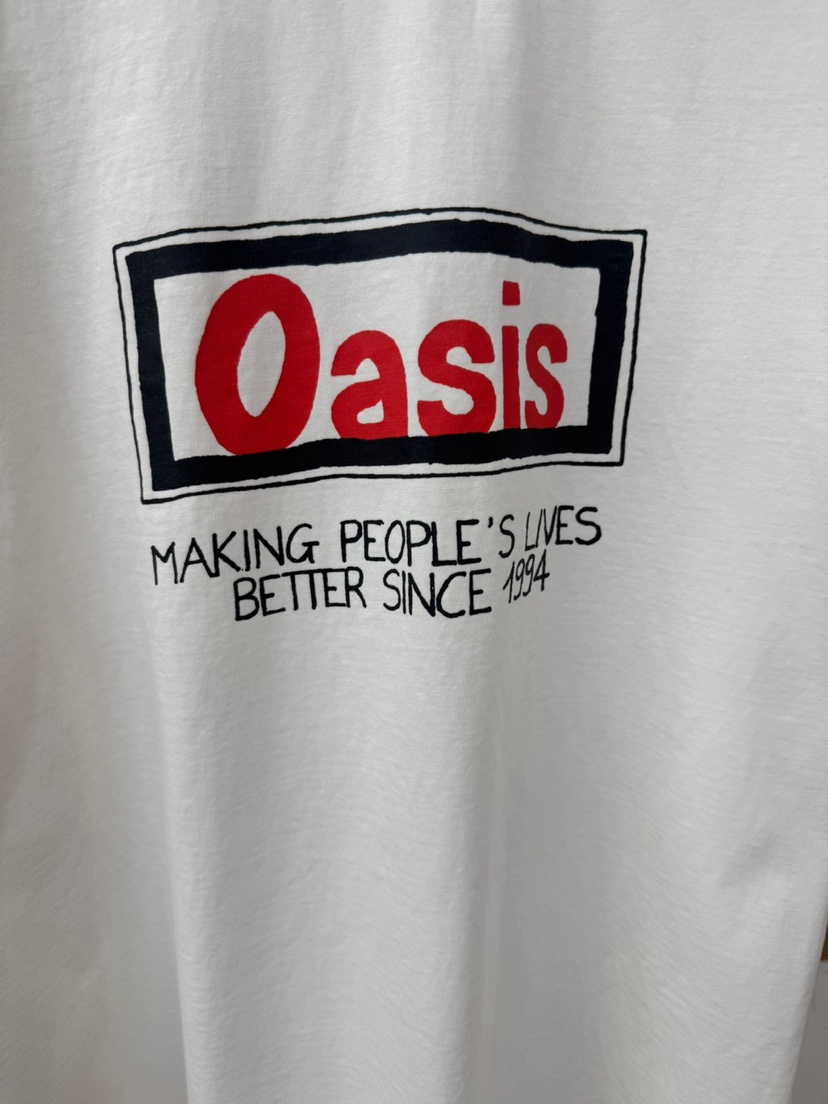 Oasis
MAKING PEOPLE'S LIVES
BETTER SINCE 1994